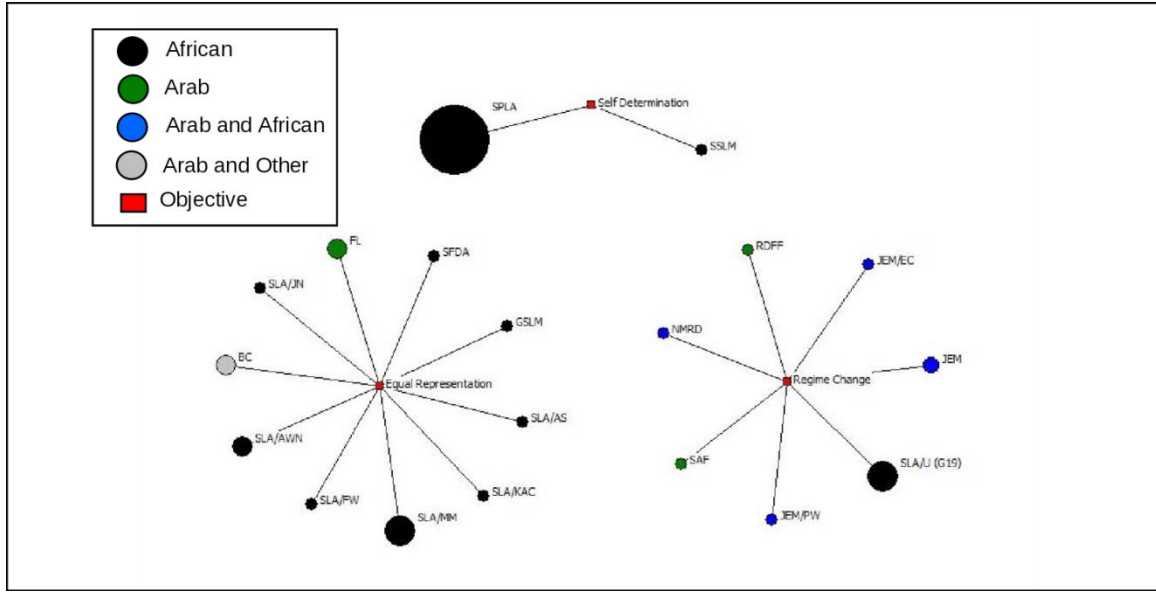 African
Arab
Arab and African
Arab and Other
Objective
SPLA
Self Determination
SSLM
FL
SFDA
SLA/JN
GSLM
BC
Equal Representation
SLA/AS
SLA/AWN
SLA/FW
SLA/KAC
SLA/MM
RDFF
JEM/EC
NMRD
JEM
Regime Change
SAF
SLA/U (G19)
JEM/PW